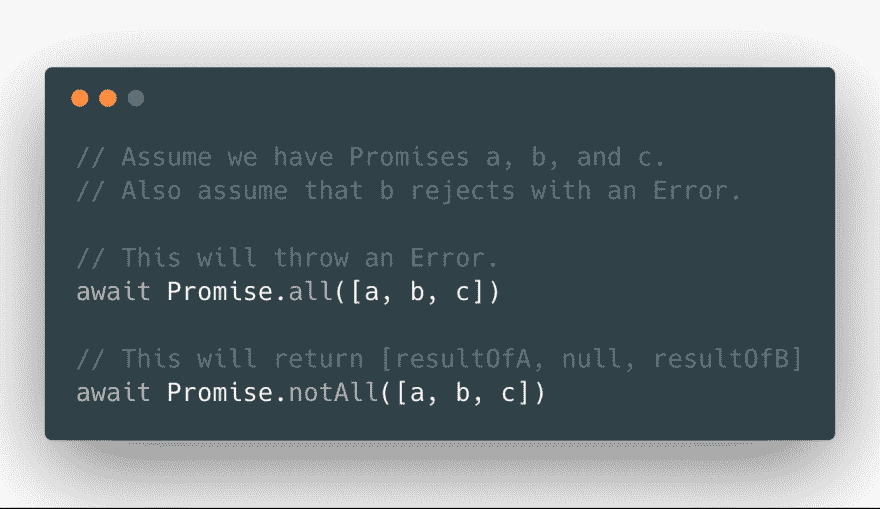 // Assume we have Promises a, b, and c.
// Also assume that b rejects with an Error.
// This will throw an Error.
await Promise.all([a, b, c])
// This will return [resultOfA, null, resultOfB]
await Promise.notAll([a, b, c])